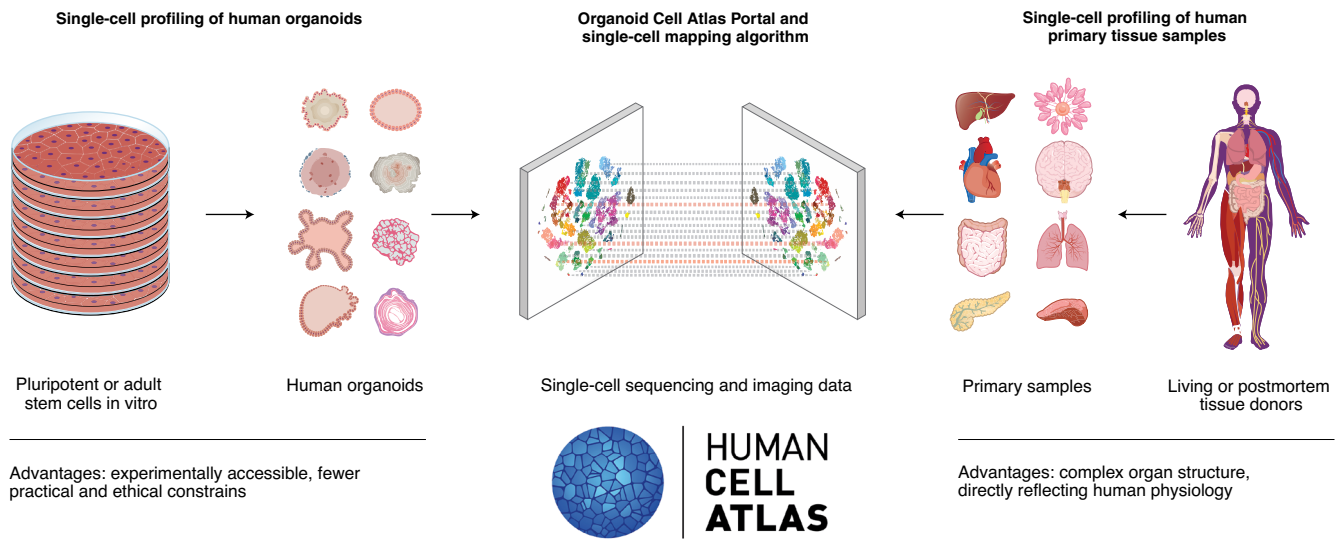 Single-cell profiling of human organoids
Organoid Cell Atlas Portal and
single-cell mapping algorithm
Single-cell profiling of human
primary tissue samples
Pluripotent or adult
stem cells in vitro
Human organoids
Single-cell sequencing and imaging data
Primary samples
Living or postmortem
tissue donors
Advantages: experimentally accessible, fewer
practical and ethical constrains
HUMAN
CELL
ATLAS
Advantages: complex organ structure,
directly reflecting human physiology